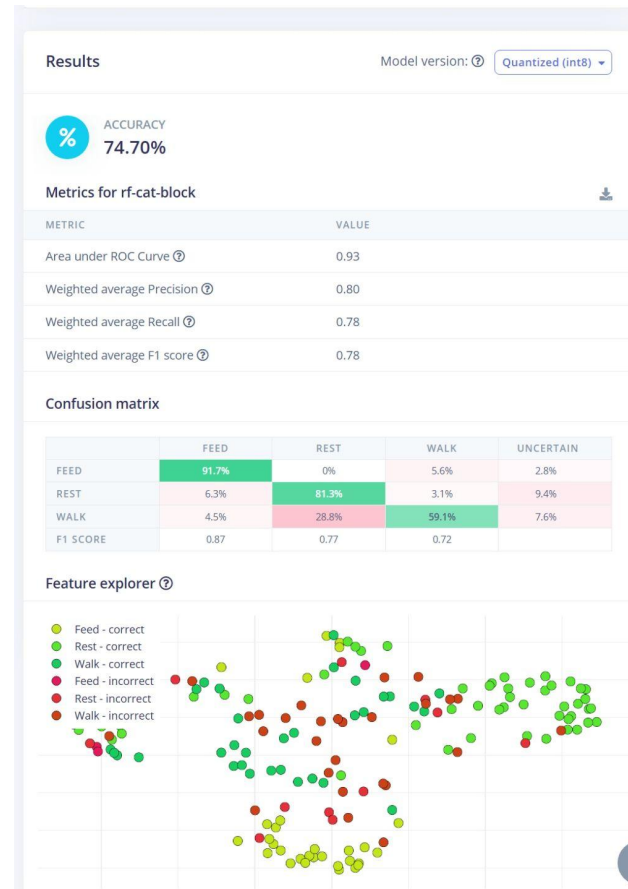 Results
Model version: Quantized (int8)
%
ACCURACY
74.70%
Metrics for rf-cat-block
METRIC VALUE
Area under ROC Curve ? 0.93
Weighted average Precision ? 0.80
Weighted average Recall ? 0.78
Weighted average F1 score ? 0.78
Confusion matrix
FEED REST WALK UNCERTAIN
FEED 91.7% 0% 5.6% 2.8%
REST 6.3% 81.3% 3.1% 9.4%
WALK 4.5% 28.8% 59.1% 7.6%
F1 SCORE 0.87 0.77 0.72
Feature explorer ?
Feed - correct
Rest - correct
Walk - correct
Feed - incorrect
Rest - incorrect
Walk - incorrect